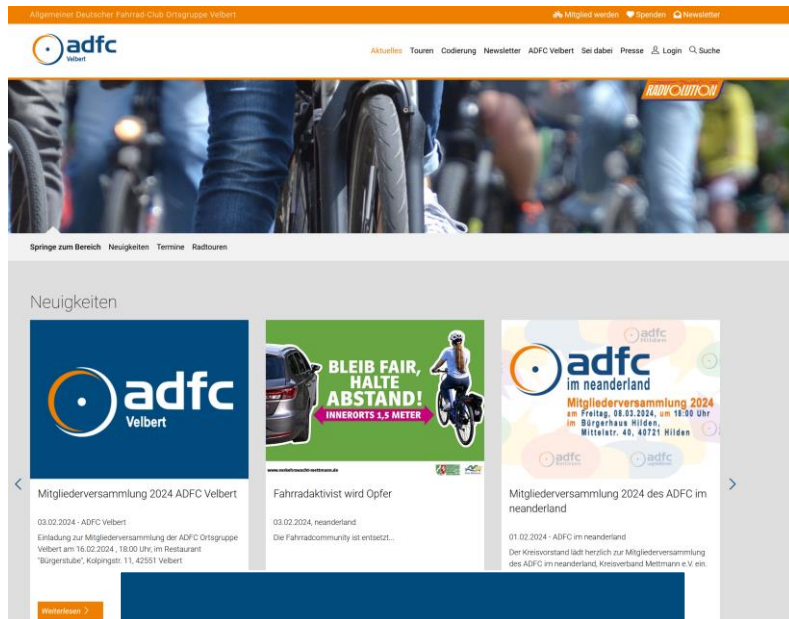 Allgemeiner Deutscher Fahrrad-Club Ortsgruppe Velbert
Mitglied werden Spenden Newsletter
adfc
Velbert
Aktuelles Touren Codierung Newsletter ADFC Velbert Sei dabei Presse Login Suche
RADVOLUTION
Springe zum Bereich Neuigkeiten Termine Radtouren
Neuigkeiten
adfc
Velbert
Mitgliederversammlung 2024 ADFC Velbert
03.02.2024 - ADFC Velbert
Einladung zur Mitgliederversammlung der ADFC Ortsgruppe
Velbert am 16.02.2024 , 18:00 Uhr, im Restaurant
"Bürgerstube", Kolpingstr. 11, 42551 Velbert
Weiterlesen
BLEIB FAIR,
HALTE
ABSTAND!
INNERORTS 1,5 METER
www.verkehrswacht-mettmann.de
Fahrradaktivist wird Opfer
03.02.2024, neanderland
Die Fahrradcommunity ist entsetzt...
adfc
Hilden
adfc
im neanderland
Mitgliederversammlung 2024
am Freitag, 08.03.2024, um 18:00 Uhr
im Bürgerhaus Hilden,
Mittelstr. 40, 40721 Hilden
adfc
adfc
Mitgliederversammlung 2024 des ADFC im
neanderland
01.02.2024 - ADFC im neanderland
Der Kreisvorstand lädt herzlich zur Mitgliederversammlung
des ADFC im neanderland, Kreisverband Mettmann e.V. ein.